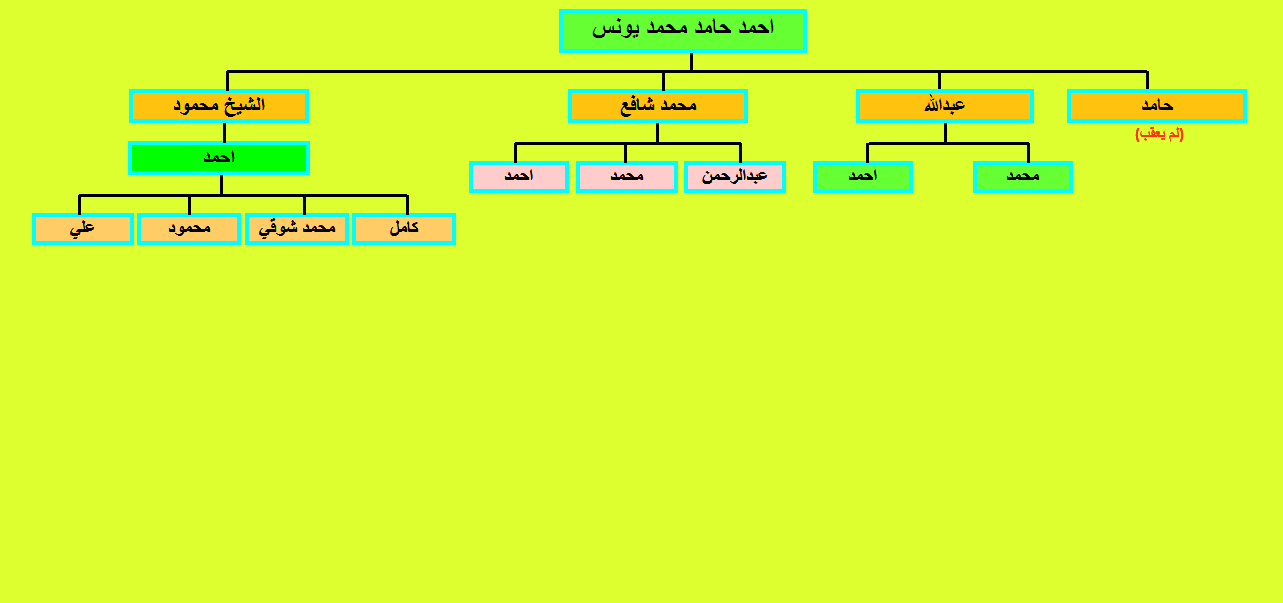 احمد حامد محمد يونس
حامد
عبدالله
محمد شافع
الشيخ محمود
(لم يعقب)
احمد
محمد
احمد
عبدالرحمن
محمد
احمد
كامل
محمد شوقي
محمود
علي